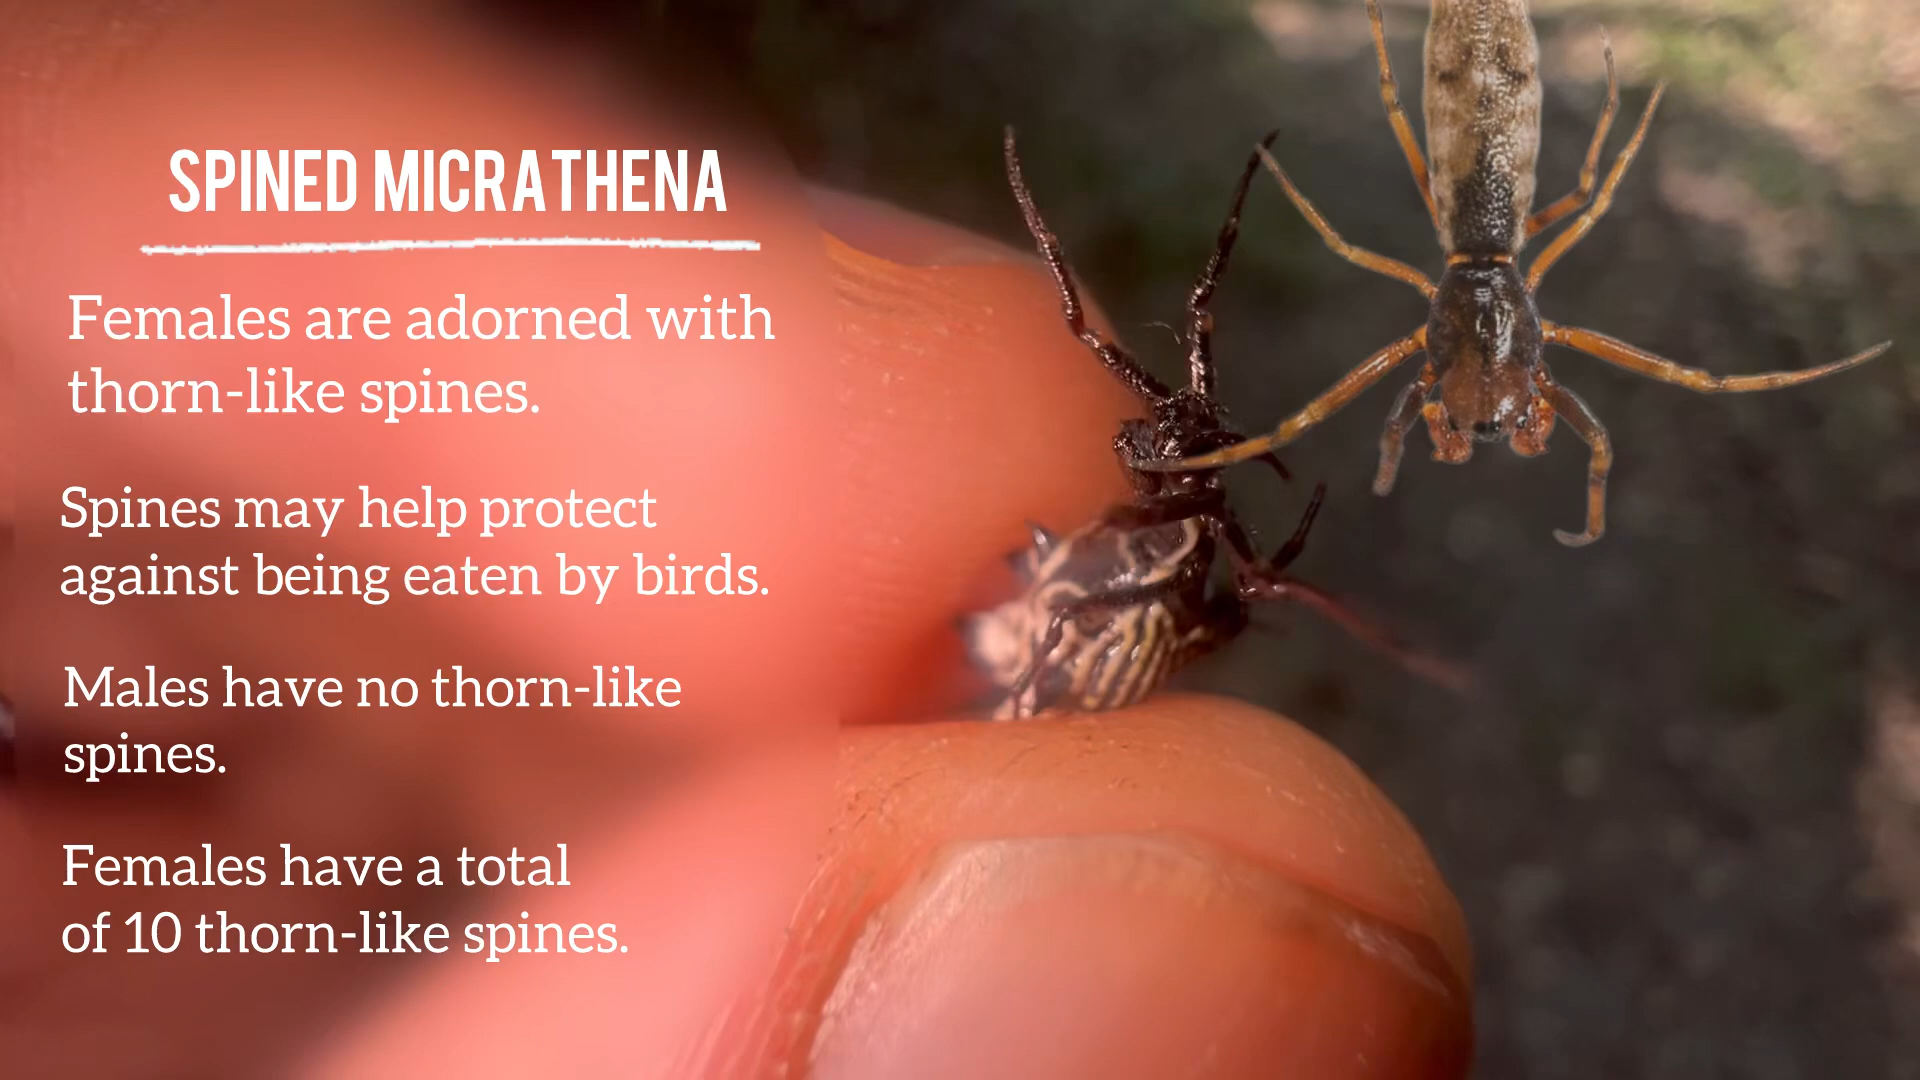 SPINED MICRATHENA
Females are adorned with
thorn-like spines.
Spines may help protect
against being eaten by birds.
Males have no thorn-like
spines.
Females have a total
of 10 thorn-like spines.